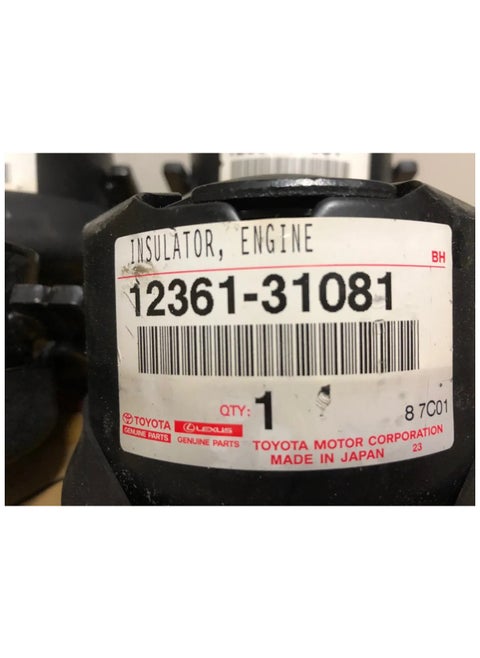 INSULATOR, ENGINE
BH
12361-31081
QTY: 1
8 7C01
TOYOTA
GENUINE PARTS
LEXUS
GENUINE PARTS
TOYOTA MOTOR CORPORATION
MADE IN JAPAN
23